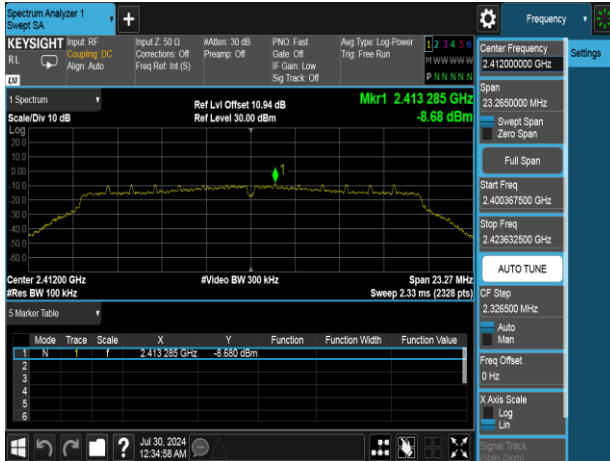 Spectrum Analyzer 1
Swept SA
+
Frequency
KEYSIGHT
RL
LXI
Input: RF
Coupling: DC
Align: Auto
Input Z: 50 Ω
Corrections: Off
Freq Ref: Int (S)
#Atten: 30 dB
Preamp: Off
PNO: Fast
Gate: Off
IF Gain: Low
Sig Track: Off
Avg Type: Log-Power
Trig: Free Run
1 2 3 4 5 6
M W W W W W
P N N N N N
1 Spectrum
Scale/Div 10 dB
Ref Lvl Offset 10.94 dB
Ref Level 30.00 dBm
Mkr1 2.413 285 GHz
-8.68 dBm
Log
20.0
10.0
0.00
-10.0
-20.0
-30.0
-40.0
-50.0
-60.0
1
Center 2.41200 GHz
#Res BW 100 kHz
#Video BW 300 kHz
Span 23.27 MHz
Sweep 2.33 ms (2328 pts)
5 Marker Table
Mode Trace Scale X Y Function Function Width Function Value
1 N 1 f 2.413 285 GHz -8.680 dBm
2
3
4
5
6
Center Frequency
2.412000000 GHz
Settings
Span
23.2650000 MHz
Swept Span
Zero Span
Full Span
Start Freq
2.400367500 GHz
Stop Freq
2.423632500 GHz
AUTO TUNE
CF Step
2.326500 MHz
Auto
Man
Freq Offset
0 Hz
X Axis Scale
Log
Lin
Signal Track
(Span Zoom)
?
Jul 30, 2024
12:34:58 AM